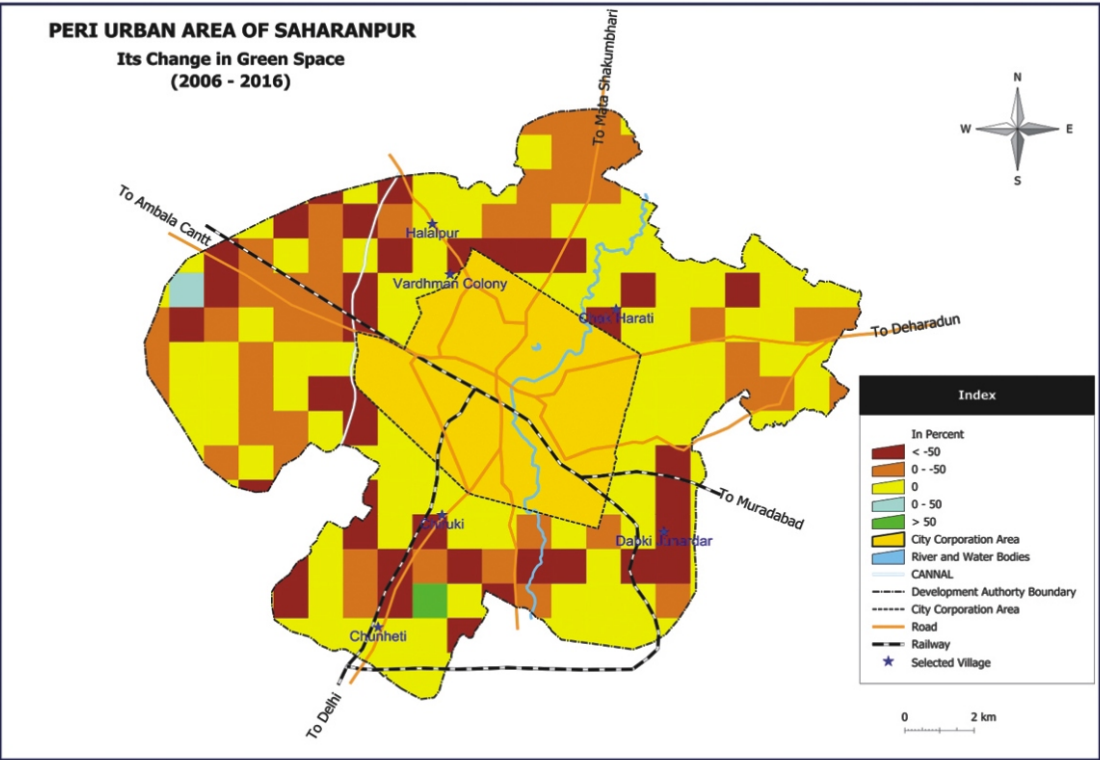 PERI URBAN AREA OF SAHARANPUR
Its Change in Green Space
(2006 - 2016)
To Mata Shakumbhari
N
W
E
S
To Ambala Cantt
Halalpur
Vardhman Colony
Harati
To Deharadun
To Muradabad
Chauki
Dabki
Chunheti
To Delhi
Index
In Percent
< -50
0 - -50
0
0 - 50
> 50
City Corporation Area
River and Water Bodies
CANNAL
Development Authorty Boundary
City Corporation Area
Road
Railway
Selected Village
0
2 km